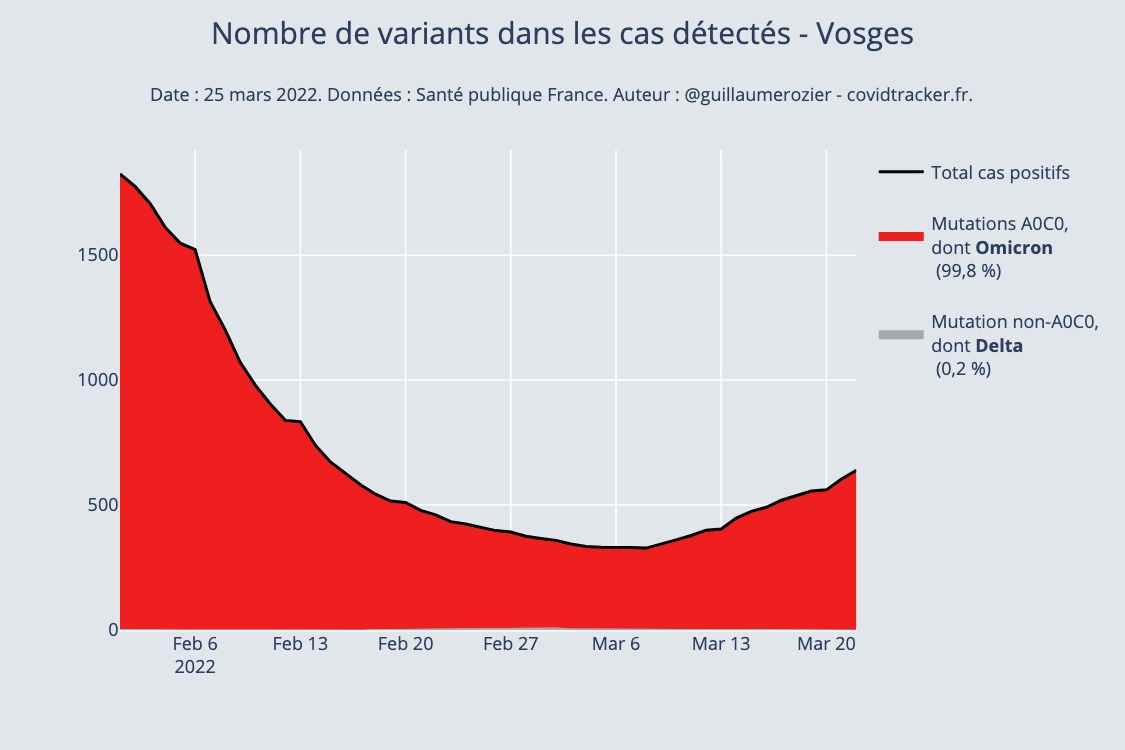 Nombre de variants dans les cas détectés - Vosges
Date : 25 mars 2022. Données : Santé publique France. Auteur : @guillaumerozier - covidtracker.fr.
Total cas positifs
Mutations A0C0,
dont Omicron
(99,8 %)
Mutation non-A0C0,
dont Delta
(0,2 %)
1500
1000
500
0
Feb 6
2022
Feb 13
Feb 20
Feb 27
Mar 6
Mar 13
Mar 20